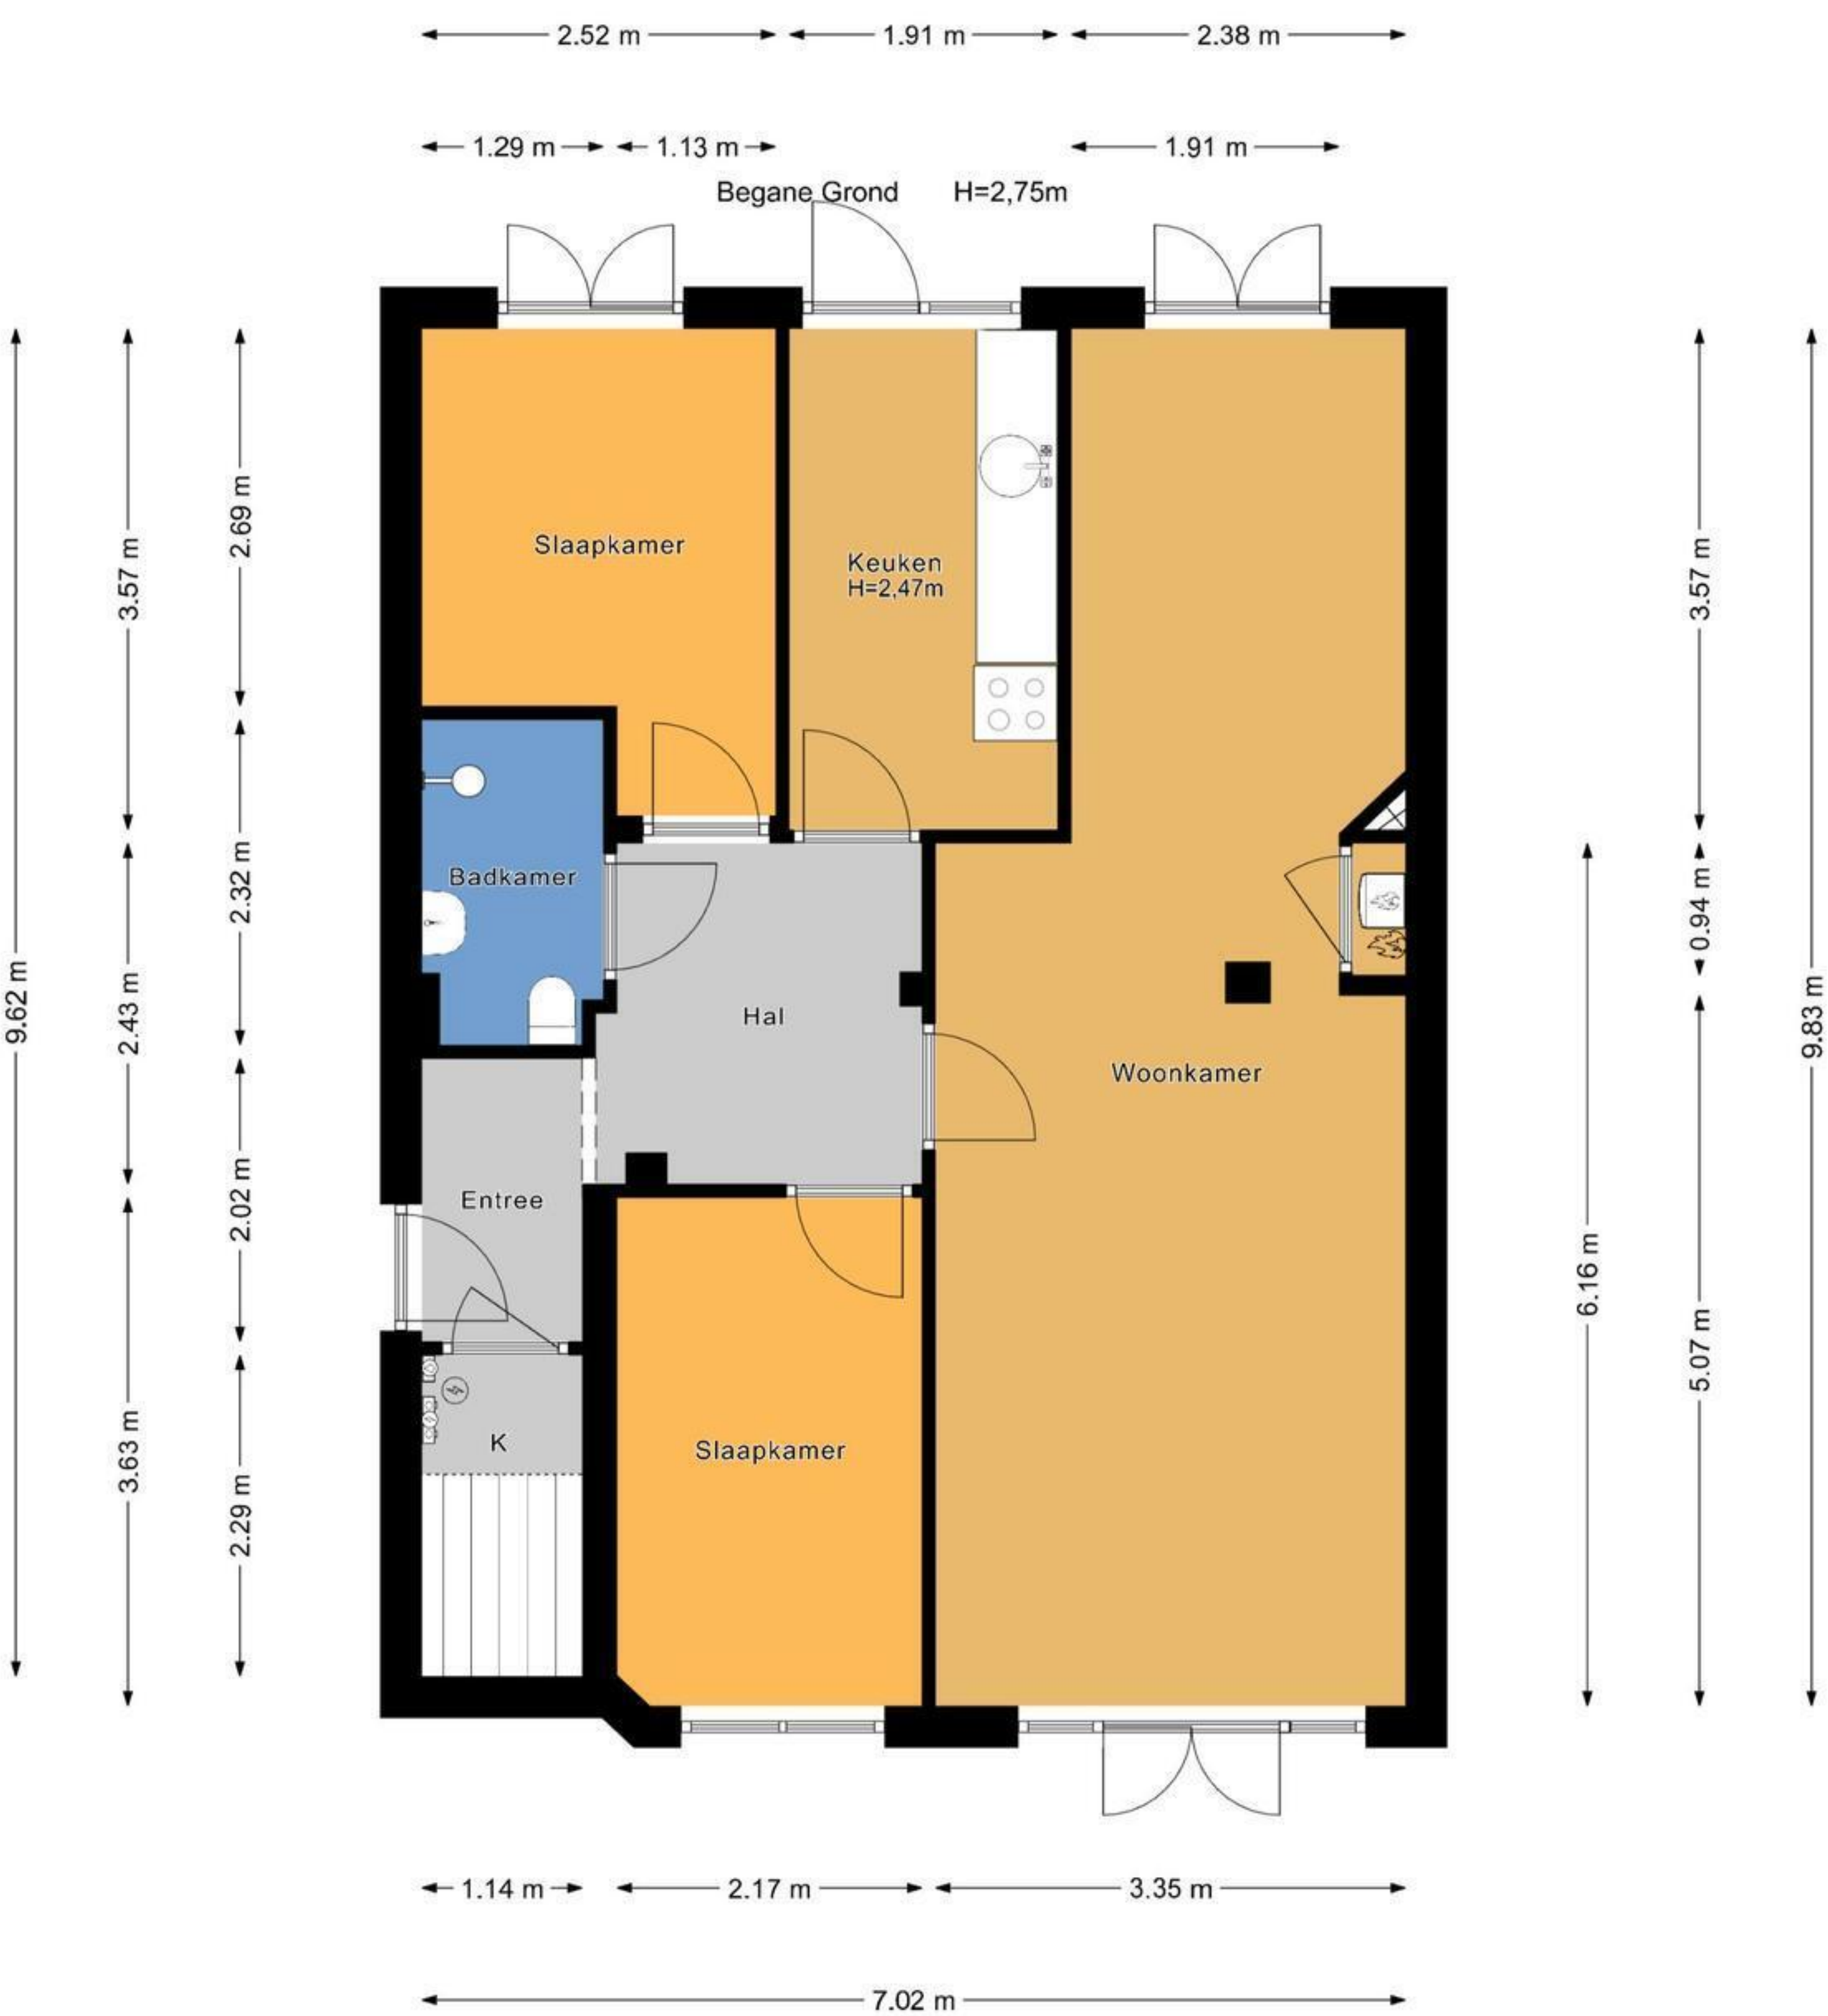 2.52 m 1.91 m 2.38 m
1.29 m 1.13 m 1.91 m
Begane Grond H=2,75m
Slaapkamer
Keuken
H=2,47m
Badkamer
Hal
Woonkamer
Entree
K
Slaapkamer
9.62 m
3.57 m
2.43 m
3.63 m
2.69 m
2.32 m
2.02 m
2.29 m
6.16 m
3.57 m
0.94 m
5.07 m
9.83 m
1.14 m 2.17 m 3.35 m
7.02 m